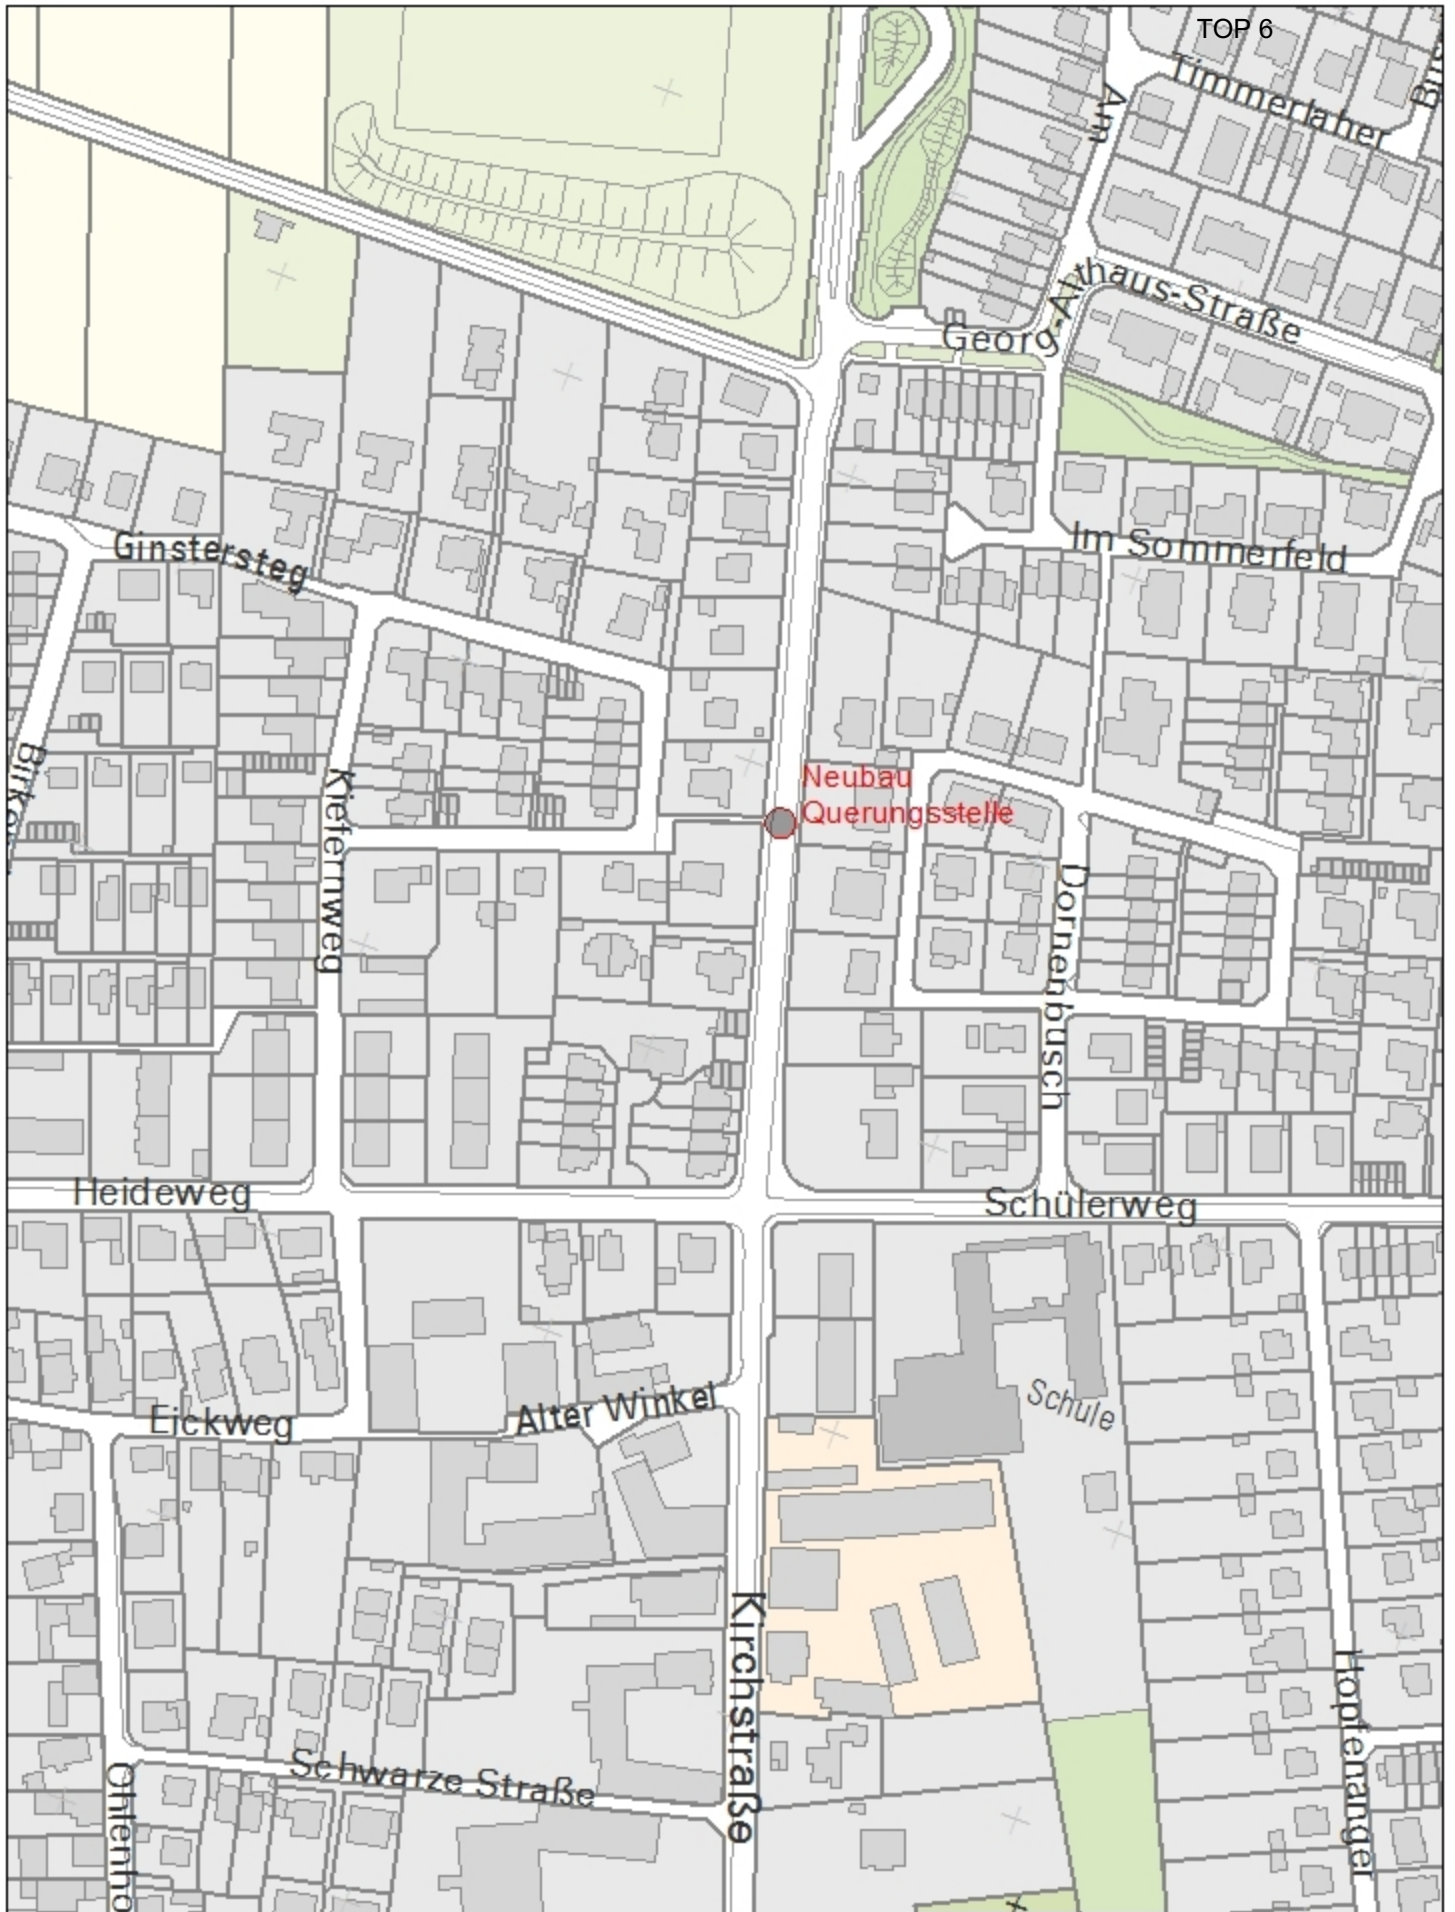 TOP 6
Timmerlaher
Am
Georg-Althaus-Straße
Ginstersteg
Im Sommerfeld
Neubau
Querungsstelle
Kiefernweg
Dornenbusch
Heideweg
Schülerweg
Eickweg
Alter Winkel
Schule
Kirchstraße
Hopfenanger
Schwarze Straße
Ohlenho